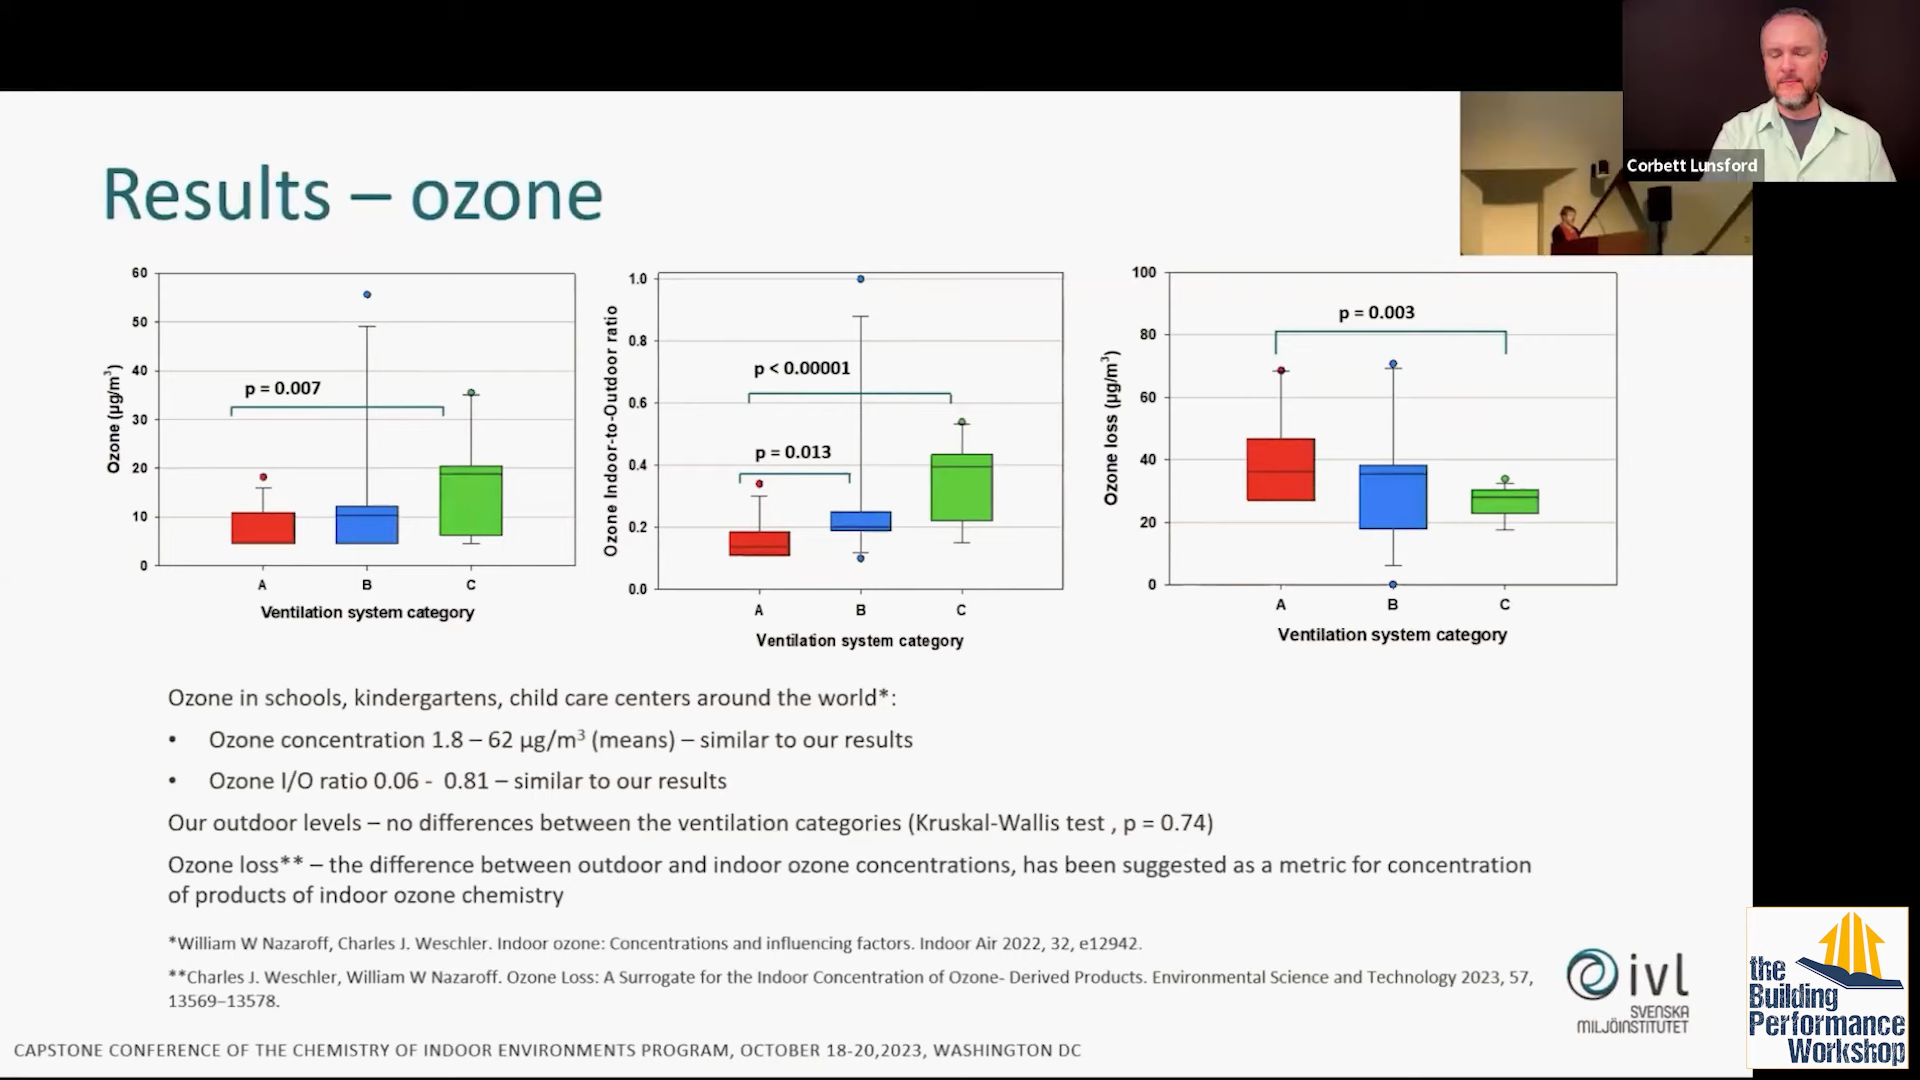 Corbett Lunsford
Results – ozone
60
50
40
30
20
10
0
Ozone (µg/m³)
p = 0.007
A B C
Ventilation system category
1.0
0.8
0.6
0.4
0.2
0.0
Ozone Indoor-to-Outdoor ratio
p < 0.00001
p = 0.013
A B C
Ventilation system category
100
80
60
40
20
0
Ozone loss (µg/m³)
p = 0.003
A B C
Ventilation system category
Ozone in schools, kindergartens, child care centers around the world*:
• Ozone concentration 1.8 – 62 µg/m³ (means) – similar to our results
• Ozone I/O ratio 0.06 - 0.81 – similar to our results
Our outdoor levels – no differences between the ventilation categories (Kruskal-Wallis test , p = 0.74)
Ozone loss** – the difference between outdoor and indoor ozone concentrations, has been suggested as a metric for concentration
of products of indoor ozone chemistry
*William W Nazaroff, Charles J. Weschler. Indoor ozone: Concentrations and influencing factors. Indoor Air 2022, 32, e12942.
**Charles J. Weschler, William W Nazaroff. Ozone Loss: A Surrogate for the Indoor Concentration of Ozone- Derived Products. Environmental Science and Technology 2023, 57,
13569–13578.
ivl
SVENSKA
MILJÖINSTITUTET
CAPSTONE CONFERENCE OF THE CHEMISTRY OF INDOOR ENVIRONMENTS PROGRAM, OCTOBER 18-20,2023, WASHINGTON DC
the
Building
Performance
Workshop